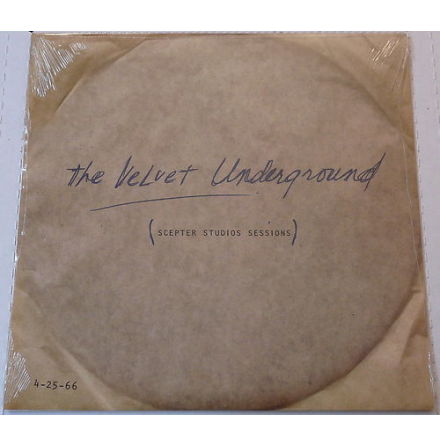 the Velvet Underground
(SCEPTER STUDIOS SESSIONS)
4-25-66